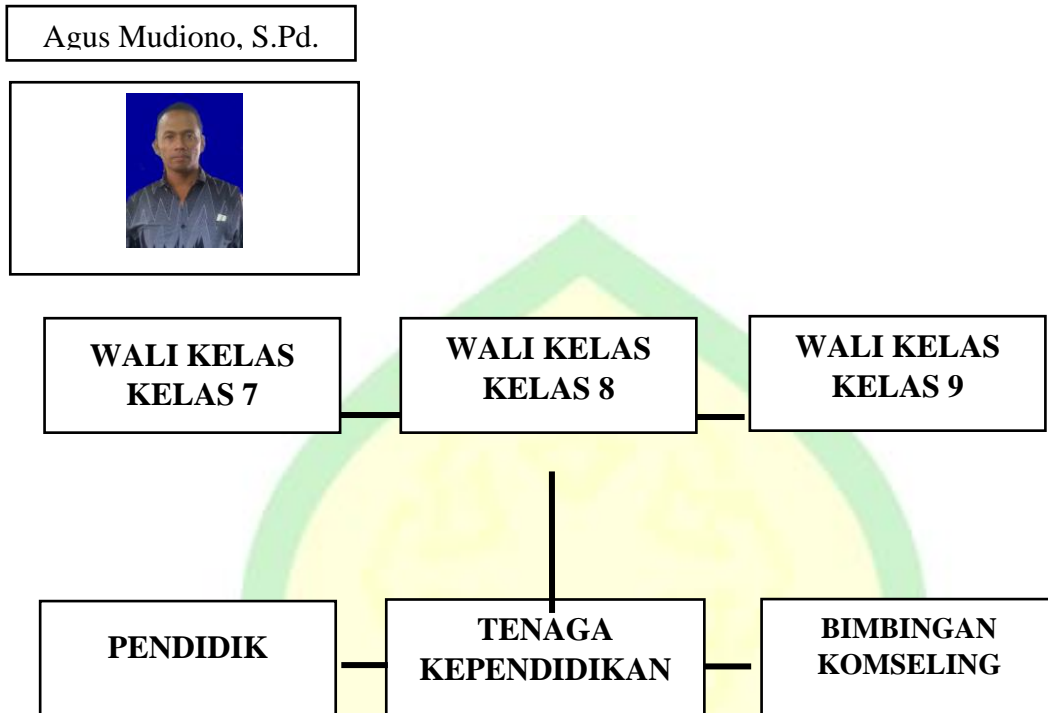 Agus Mudiono, S.Pd.
WALI KELAS
KELAS 7
WALI KELAS
KELAS 8
WALI KELAS
KELAS 9
PENDIDIK
TENAGA
KEPENDIDIKAN
BIMBINGAN
KOMSELING